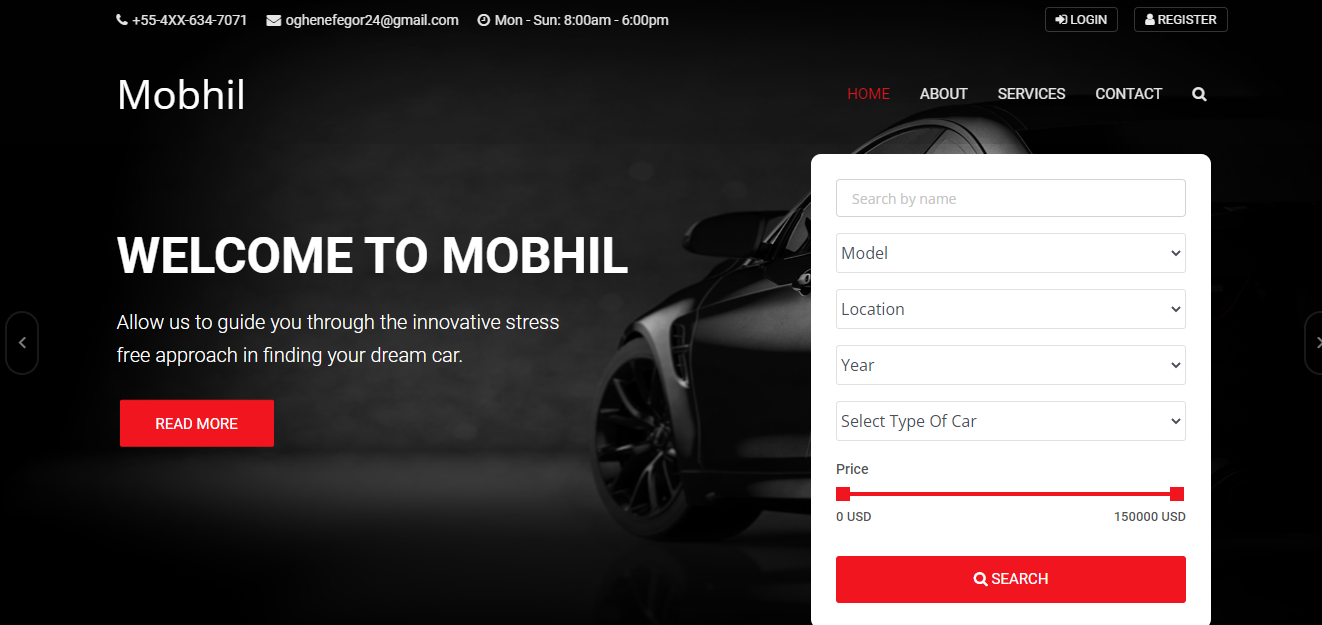 +55-4XX-634-7071 oghenefegor24@gmail.com Mon - Sun: 8:00am - 6:00pm LOGIN REGISTER
Mobhil HOME ABOUT SERVICES CONTACT
Search by name
Model
WELCOME TO MOBHIL
Location
Allow us to guide you through the innovative stress
free approach in finding your dream car.
Year
READ MORE
Select Type Of Car
Price
0 USD 150000 USD
SEARCH